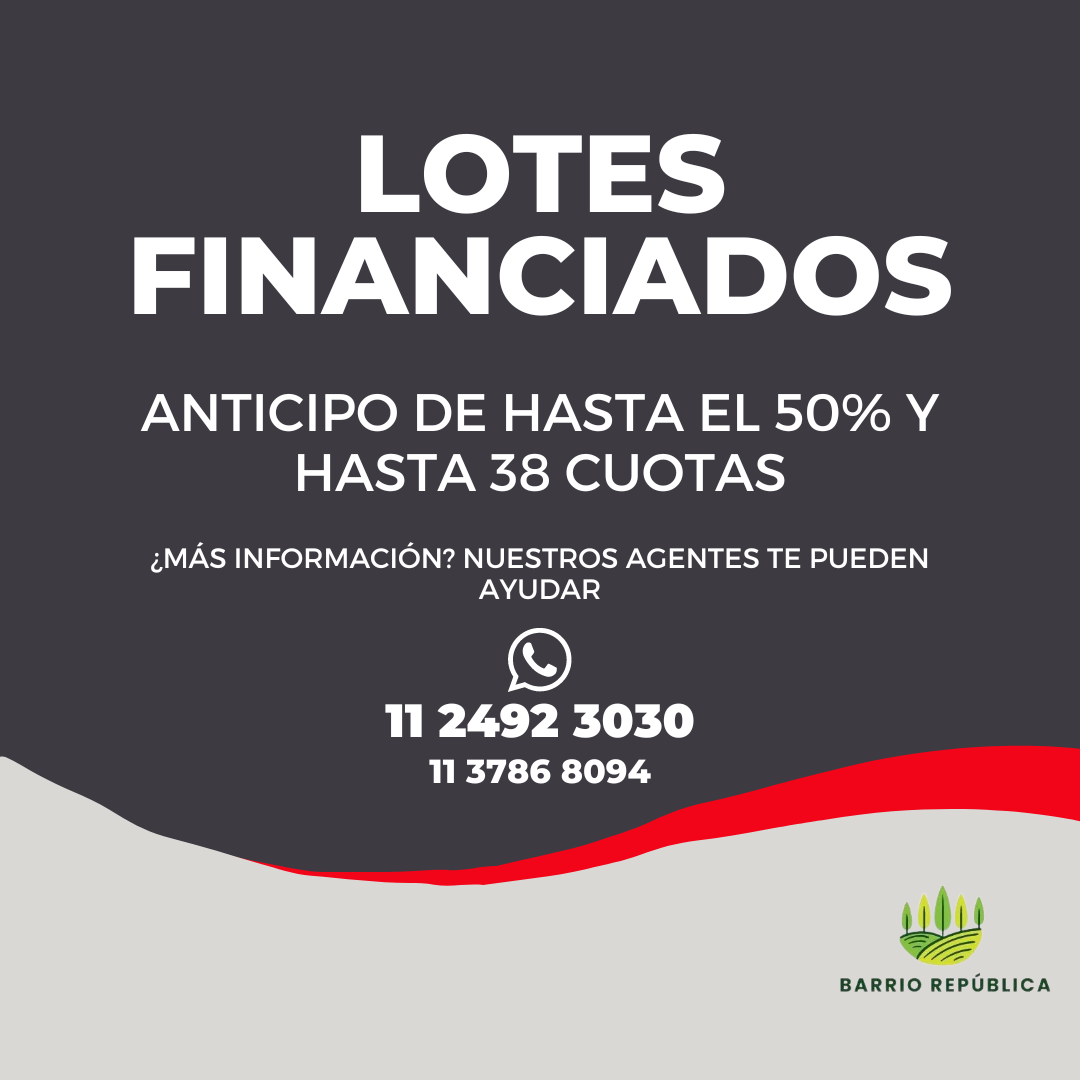 LOTES
FINANCIADOS
ANTICIPO DE HASTA EL 50% Y
HASTA 38 CUOTAS
¿MÁS INFORMACIÓN? NUESTROS AGENTES TE PUEDEN
AYUDAR
11 2492 3030
11 3786 8094
BARRIO REPÚBLICA